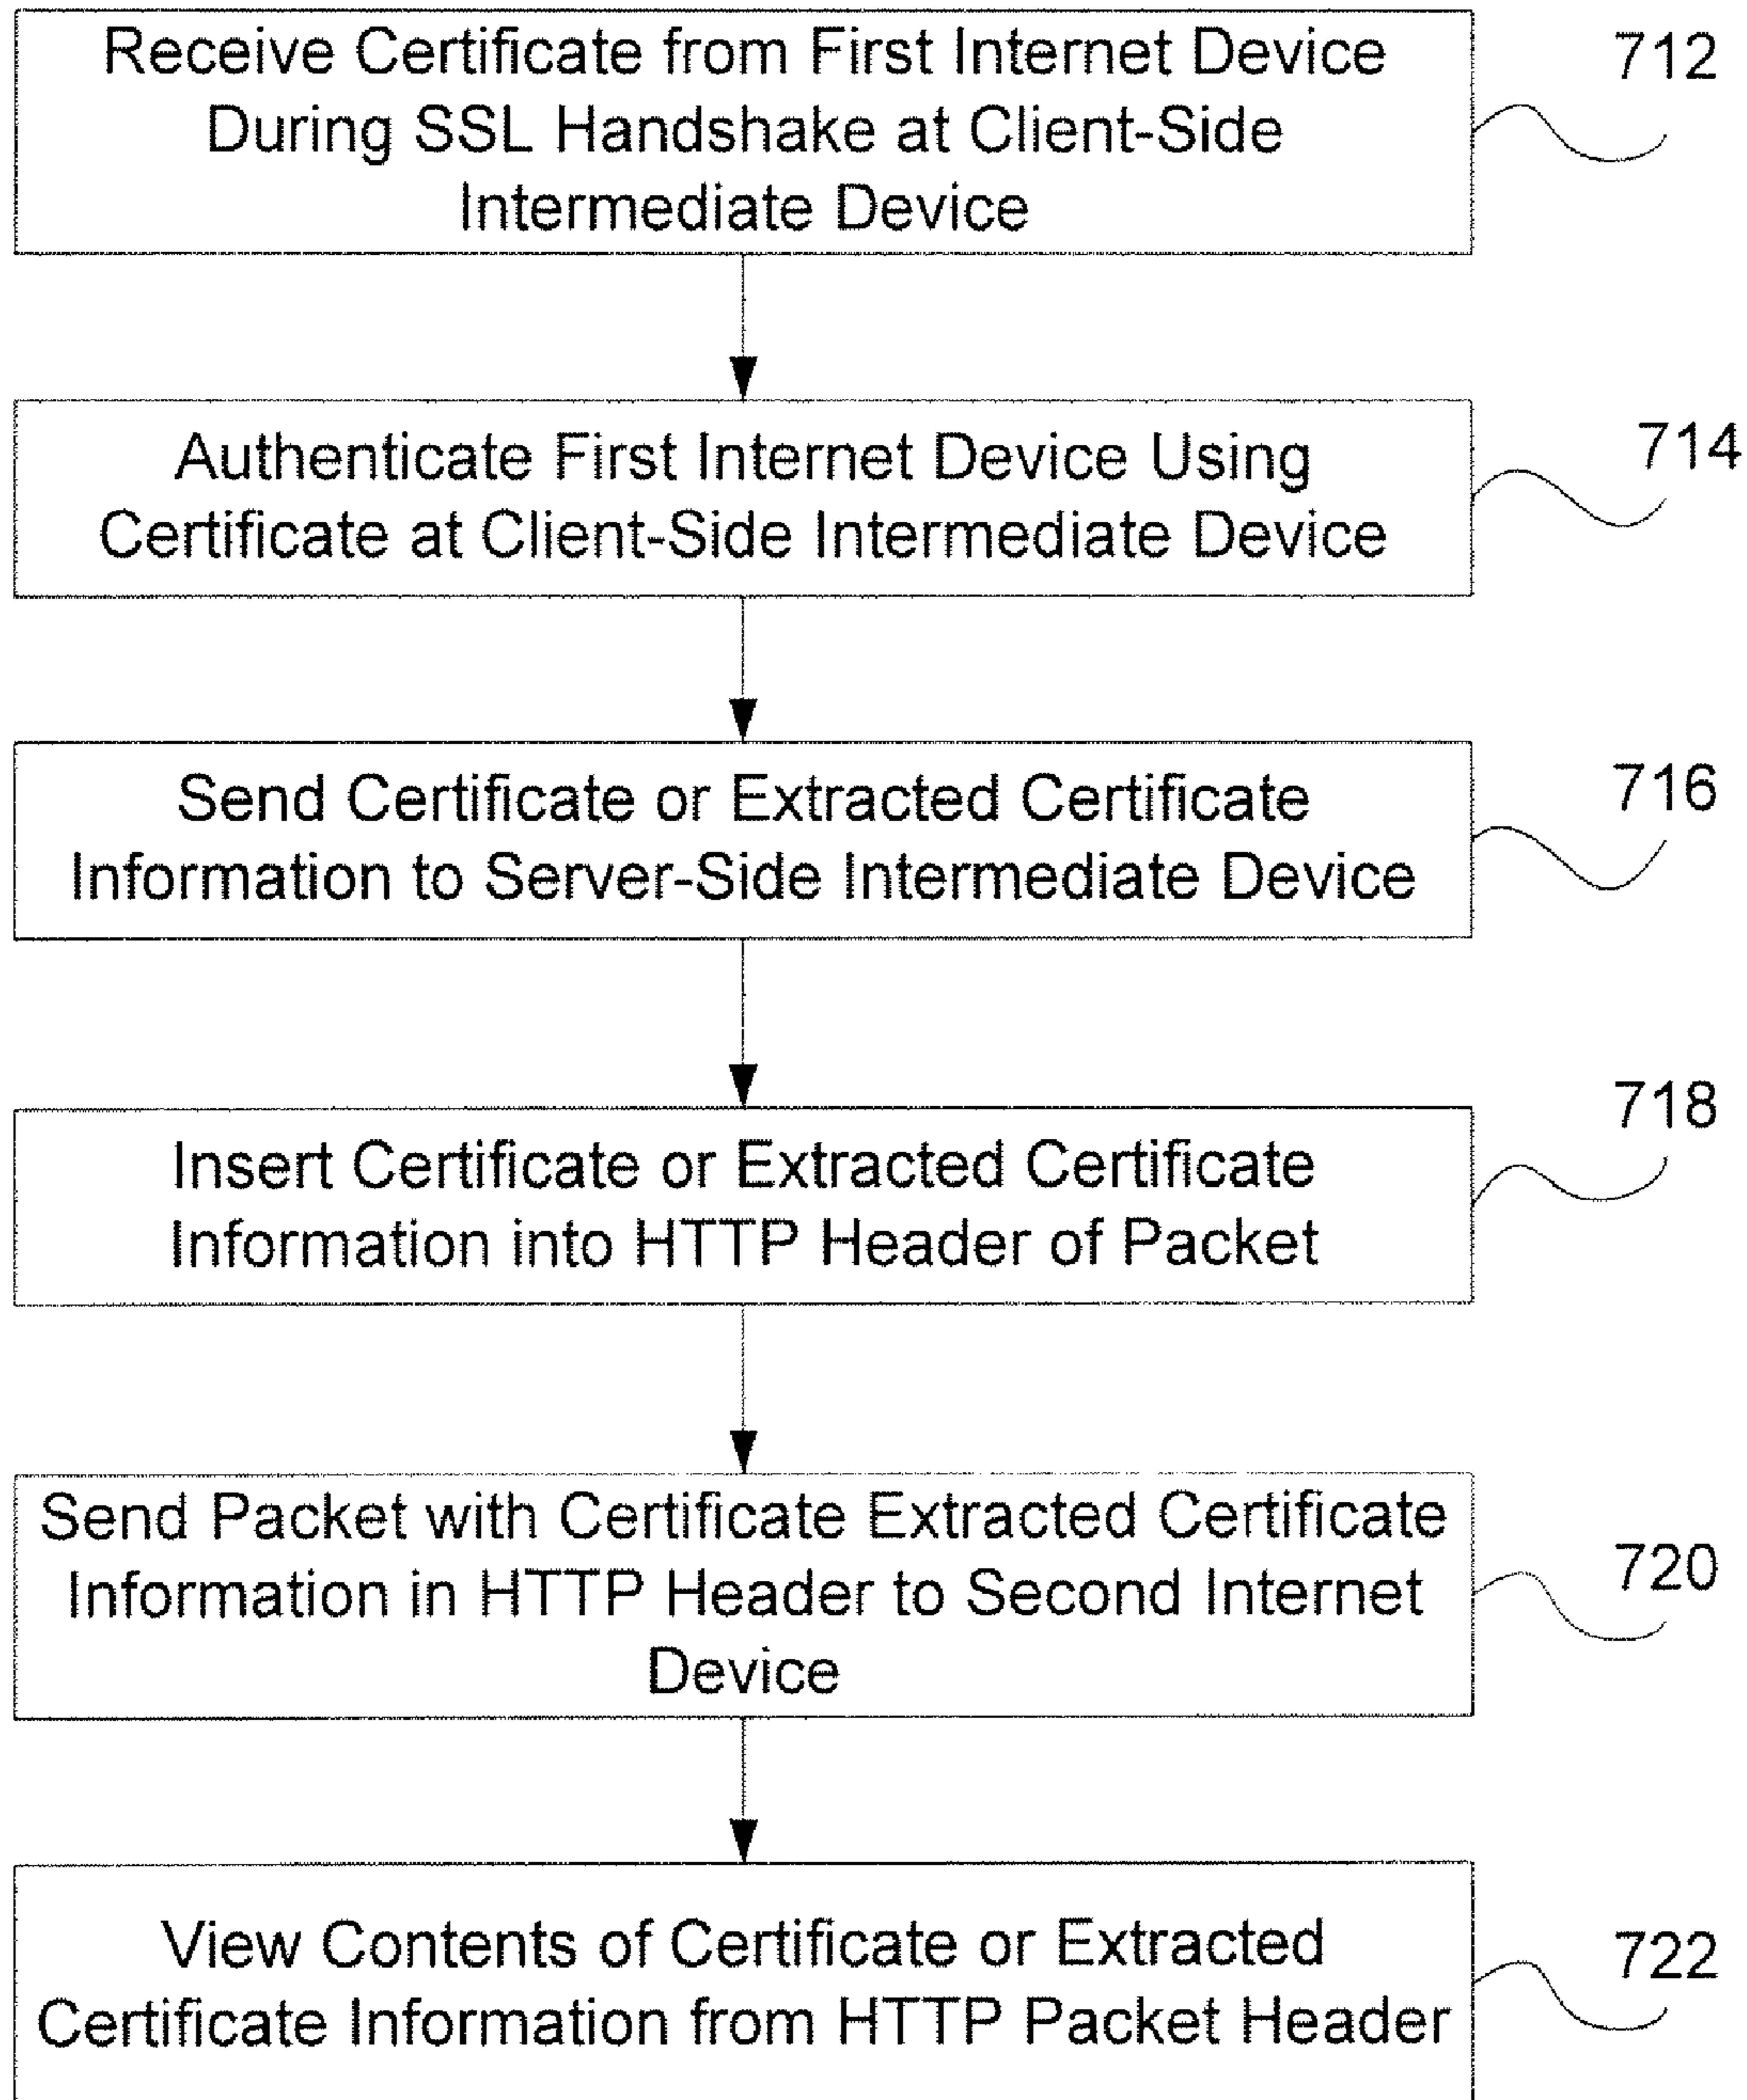 Receive Certificate from First Internet Device
During SSL Handshake at Client-Side
Intermediate Device
712
Authenticate First Internet Device Using
Certificate at Client-Side Intermediate Device
714
Send Certificate or Extracted Certificate
Information to Server-Side Intermediate Device
716
Insert Certificate or Extracted Certificate
Information into HTTP Header of Packet
718
Send Packet with Certificate Extracted Certificate
Information in HTTP Header to Second Internet
Device
720
View Contents of Certificate or Extracted
Certificate Information from HTTP Packet Header
722